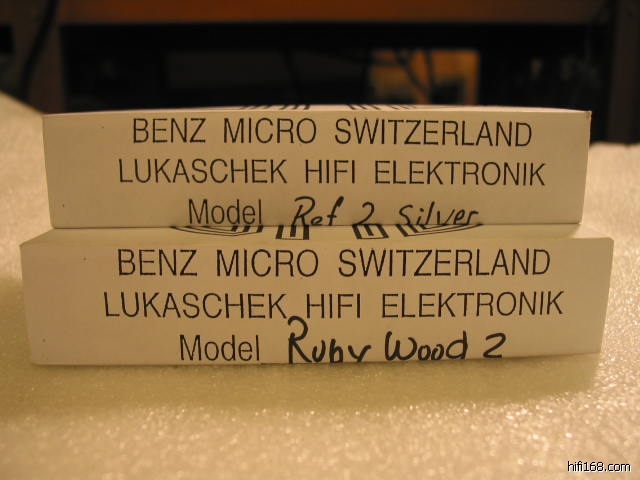 BENZ MICRO SWITZERLAND
LUKASCHEK HIFI ELEKTRONIK
Model Ref 2 Silver
BENZ MICRO SWITZERLAND
LUKASCHEK HIFI ELEKTRONIK
Model Ruby Wood 2
hifi168.com